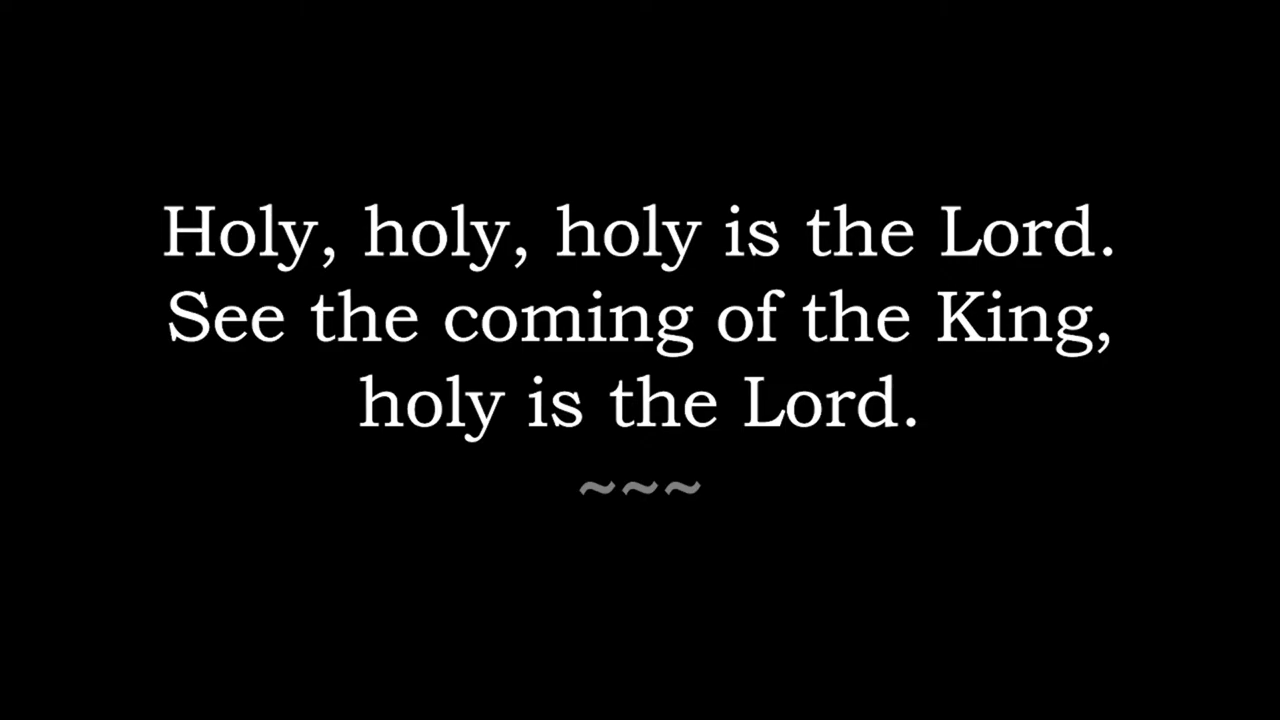 Holy, holy, holy is the Lord.
See the coming of the King,
holy is the Lord.
~~~